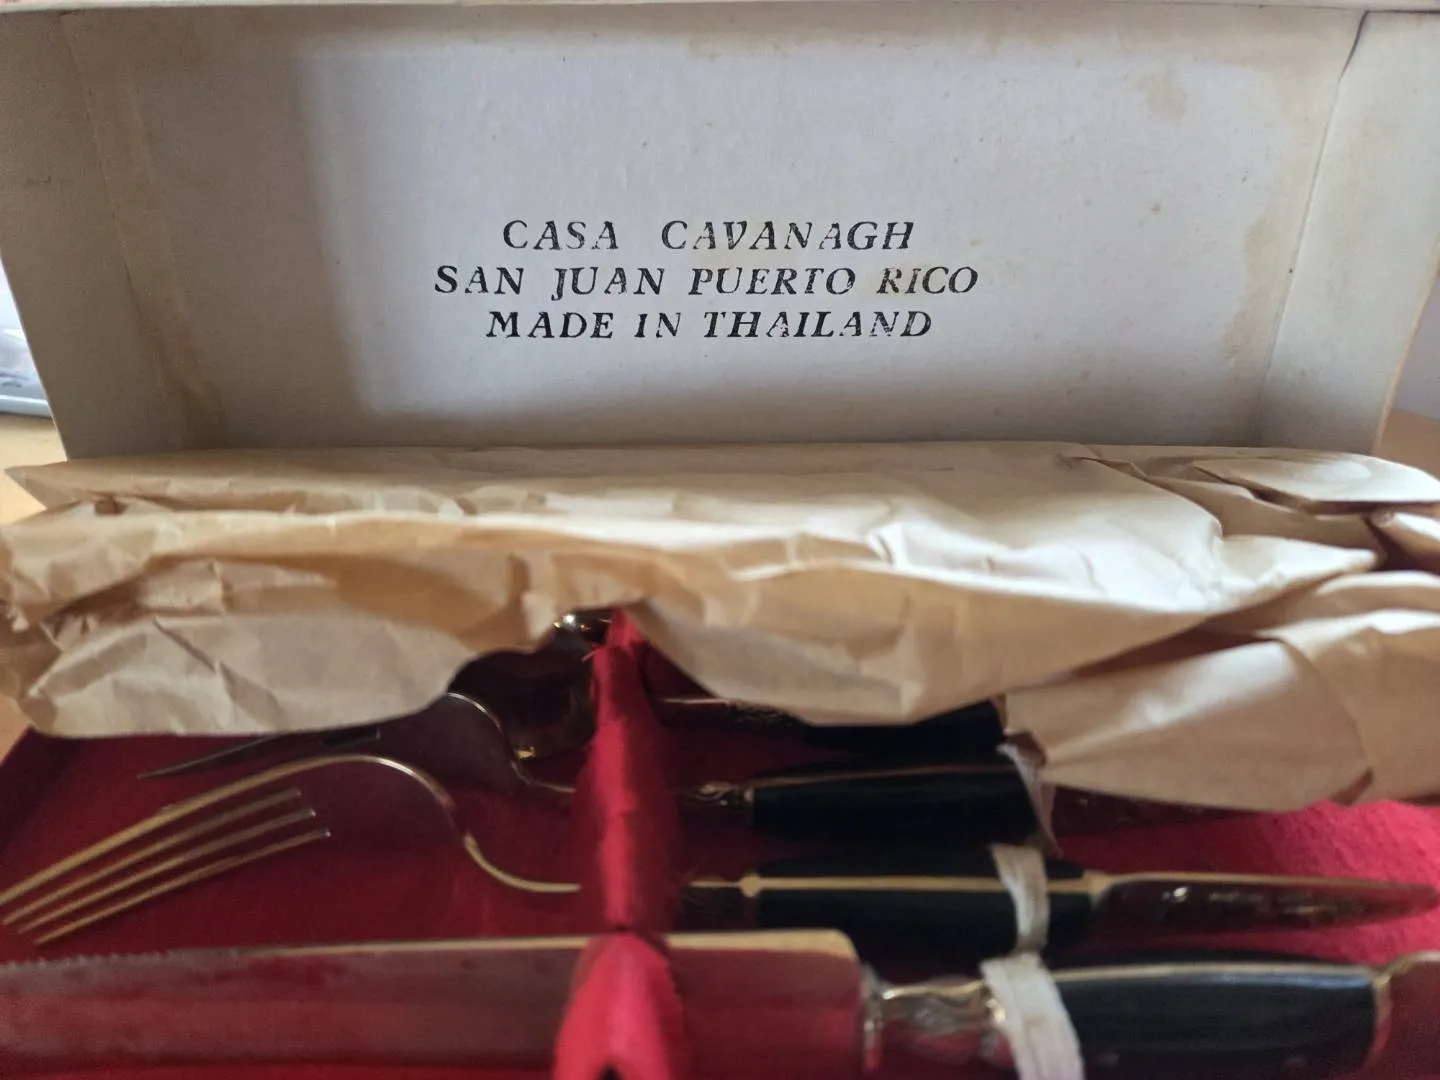 CASA CAVANAGH
SAN JUAN PUERTO RICO
MADE IN THAILAND